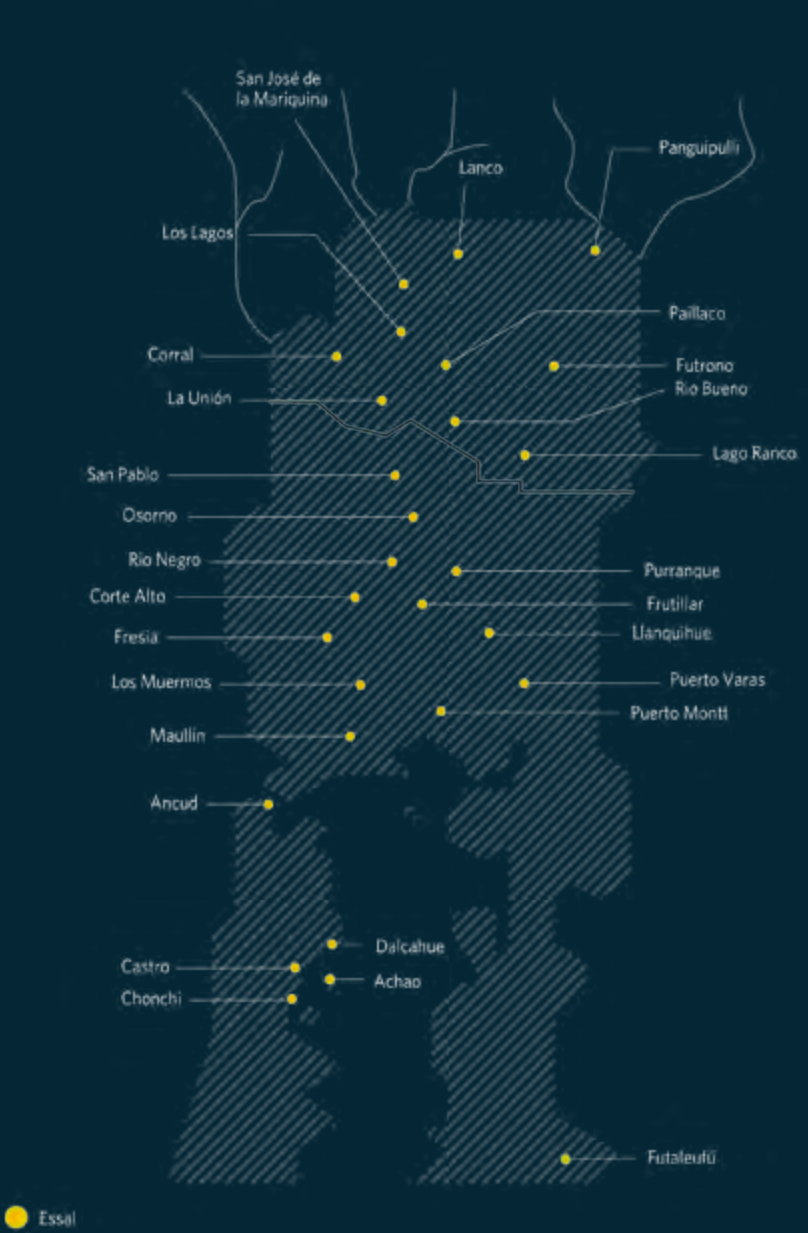 San José de
la Mariquina
Panguipulli
Lanco
Los Lagos
Paillaco
Corral
Futrono
Rio Bueno
La Unión
Lago Ranco
San Pablo
Osorno
Rio Negro
Purranque
Corte Alto
Frutillar
Fresia
Llanquihue
Los Muermos
Puerto Varas
Puerto Montt
Maullín
Ancud
Dalcahue
Castro
Achao
Chonchi
Futaleufú
Essal